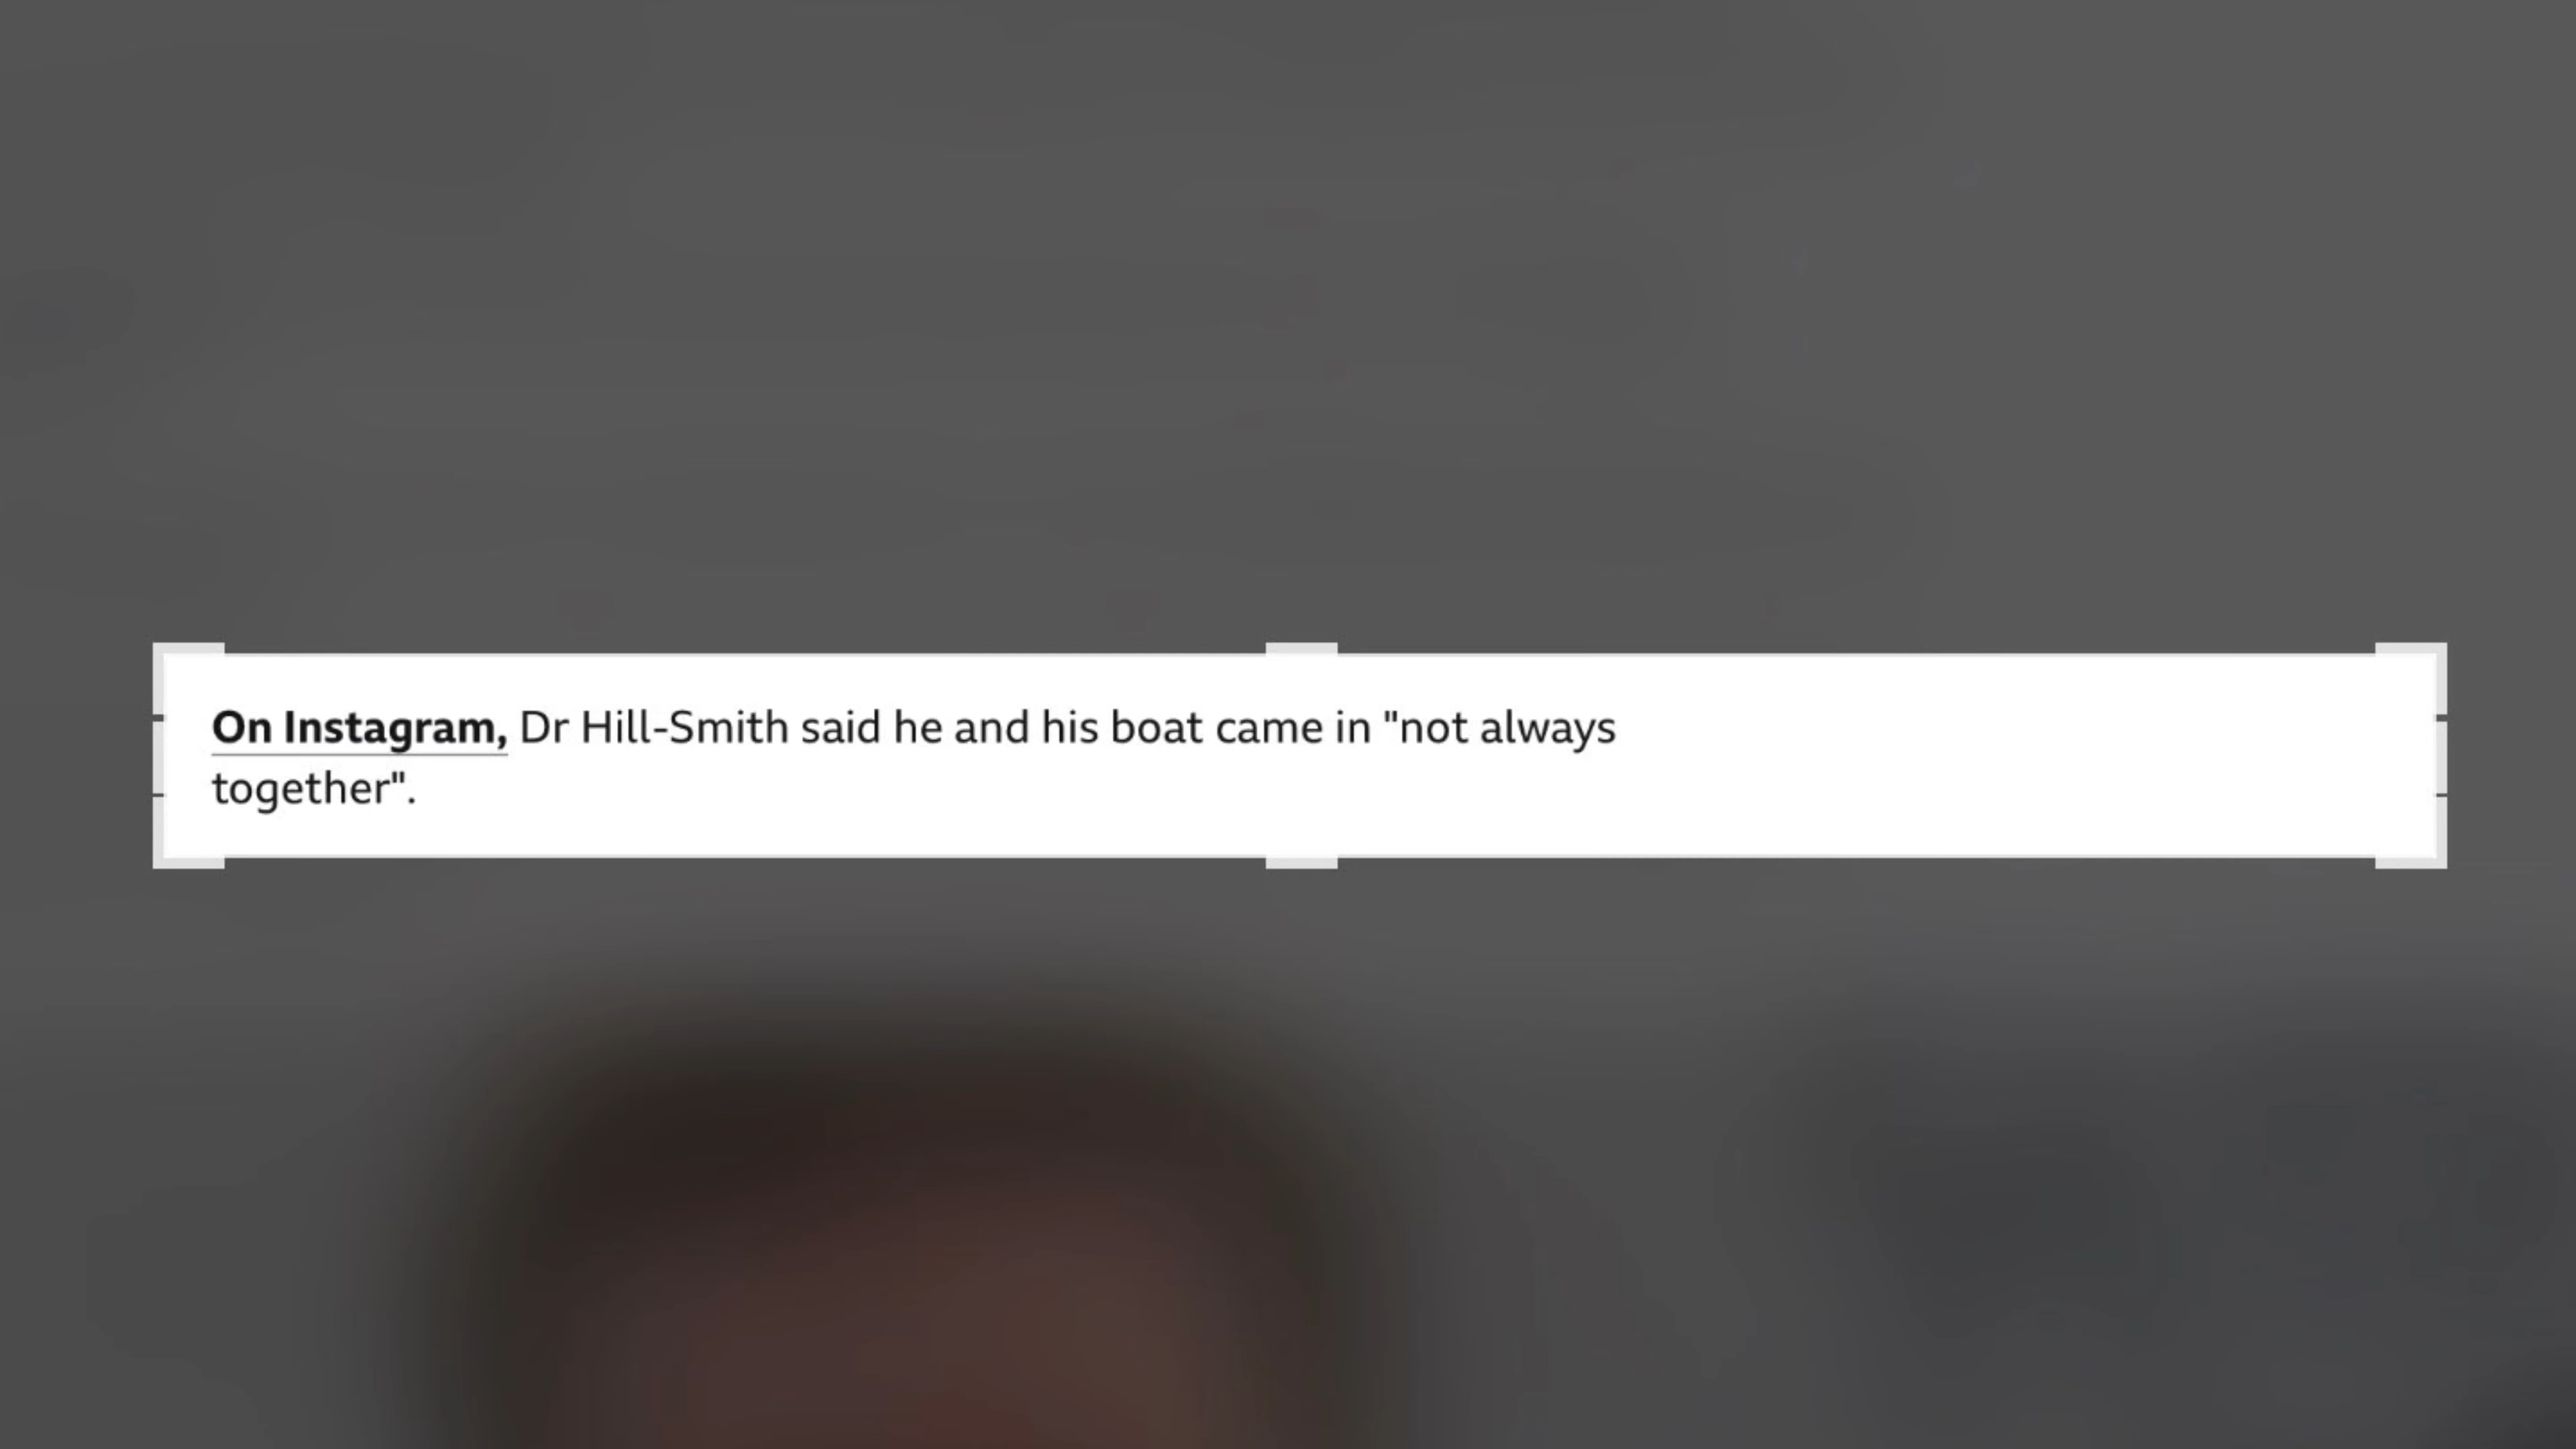 On Instagram, Dr Hill-Smith said he and his boat came in "not always
together".